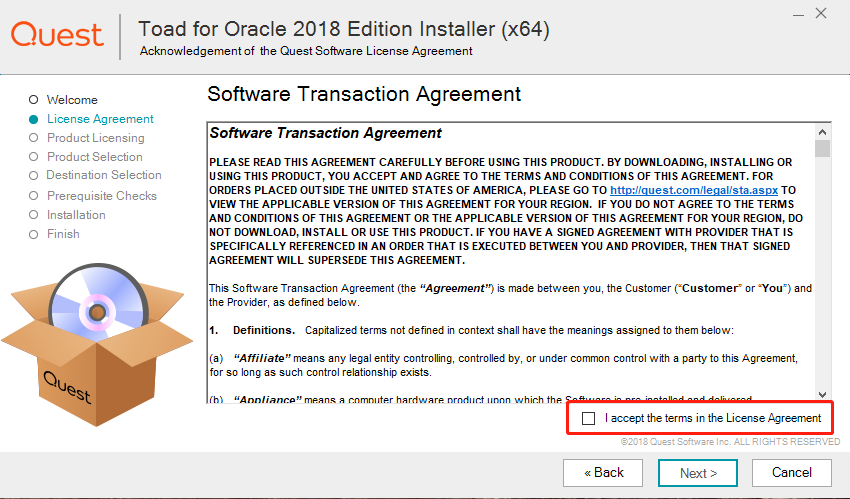 Quest
Toad for Oracle 2018 Edition Installer (x64)
Acknowledgement of the Quest Software License Agreement
Welcome
License Agreement
Product Licensing
Product Selection
Destination Selection
Prerequisite Checks
Installation
Finish
Quest
Software Transaction Agreement
Software Transaction Agreement
PLEASE READ THIS AGREEMENT CAREFULLY BEFORE USING THIS PRODUCT. BY DOWNLOADING, INSTALLING OR
USING THIS PRODUCT, YOU ACCEPT AND AGREE TO THE TERMS AND CONDITIONS OF THIS AGREEMENT. FOR
ORDERS PLACED OUTSIDE THE UNITED STATES OF AMERICA, PLEASE GO TO http://quest.com/legal/sta.aspx TO
VIEW THE APPLICABLE VERSION OF THIS AGREEMENT FOR YOUR REGION. IF YOU DO NOT AGREE TO THE TERMS
AND CONDITIONS OF THIS AGREEMENT OR THE APPLICABLE VERSION OF THIS AGREEMENT FOR YOUR REGION, DO
NOT DOWNLOAD, INSTALL OR USE THIS PRODUCT. IF YOU HAVE A SIGNED AGREEMENT WITH PROVIDER THAT IS
SPECIFICALLY REFERENCED IN AN ORDER THAT IS EXECUTED BETWEEN YOU AND PROVIDER, THEN THAT SIGNED
AGREEMENT WILL SUPERSEDE THIS AGREEMENT.
This Software Transaction Agreement (the “Agreement”) is made between you, the Customer (“Customer” or “You”) and
the Provider, as defined below.
1. Definitions. Capitalized terms not defined in context shall have the meanings assigned to them below:
(a) “Affiliate” means any legal entity controlling, controlled by, or under common control with a party to this Agreement,
for so long as such control relationship exists.
(b) “Appliance” means a computer hardware product upon which the Software is pre-installed and delivered.
I accept the terms in the License Agreement
©2018 Quest Software Inc. ALL RIGHTS RESERVED
« Back
Next >
Cancel